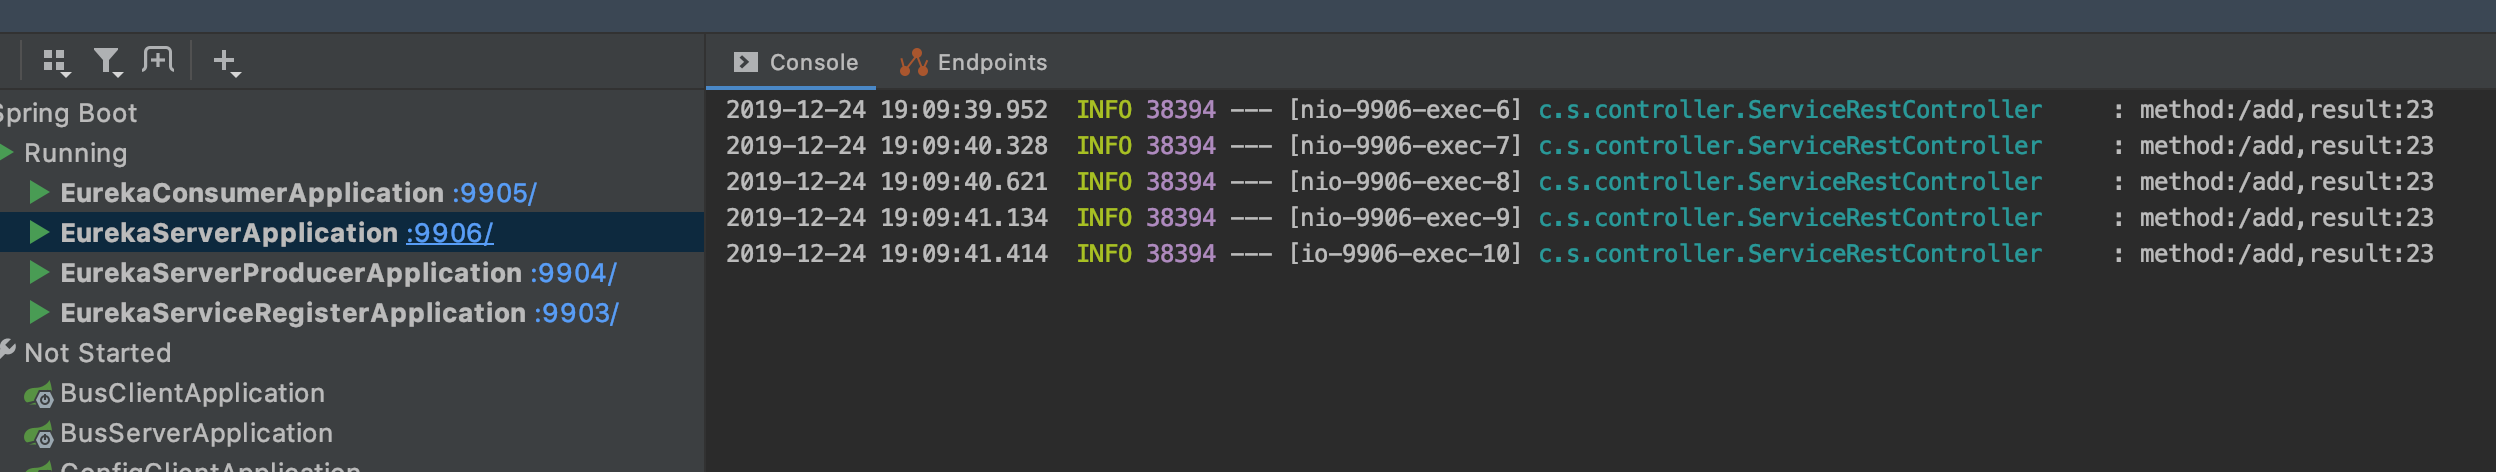 Console
Endpoints
Spring Boot
Running
EurekaConsumerApplication :9905/
EurekaServerApplication :9906/
EurekaServerProducerApplication :9904/
EurekaServiceRegisterApplication :9903/
Not Started
BusClientApplication
BusServerApplication
ConfigClientApplication
2019-12-24 19:09:39.952 INFO 38394 --- [nio-9906-exec-6] c.s.controller.ServiceRestController : method:/add,result:23
2019-12-24 19:09:40.328 INFO 38394 --- [nio-9906-exec-7] c.s.controller.ServiceRestController : method:/add,result:23
2019-12-24 19:09:40.621 INFO 38394 --- [nio-9906-exec-8] c.s.controller.ServiceRestController : method:/add,result:23
2019-12-24 19:09:41.134 INFO 38394 --- [nio-9906-exec-9] c.s.controller.ServiceRestController : method:/add,result:23
2019-12-24 19:09:41.414 INFO 38394 --- [io-9906-exec-10] c.s.controller.ServiceRestController : method:/add,result:23